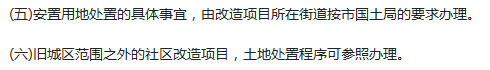 (五)安置用地处置的具体事宜，由改造项目所在街道按市国土局的要求办理。
(六)旧城区范围之外的社区改造项目，土地处置程序可参照办理。